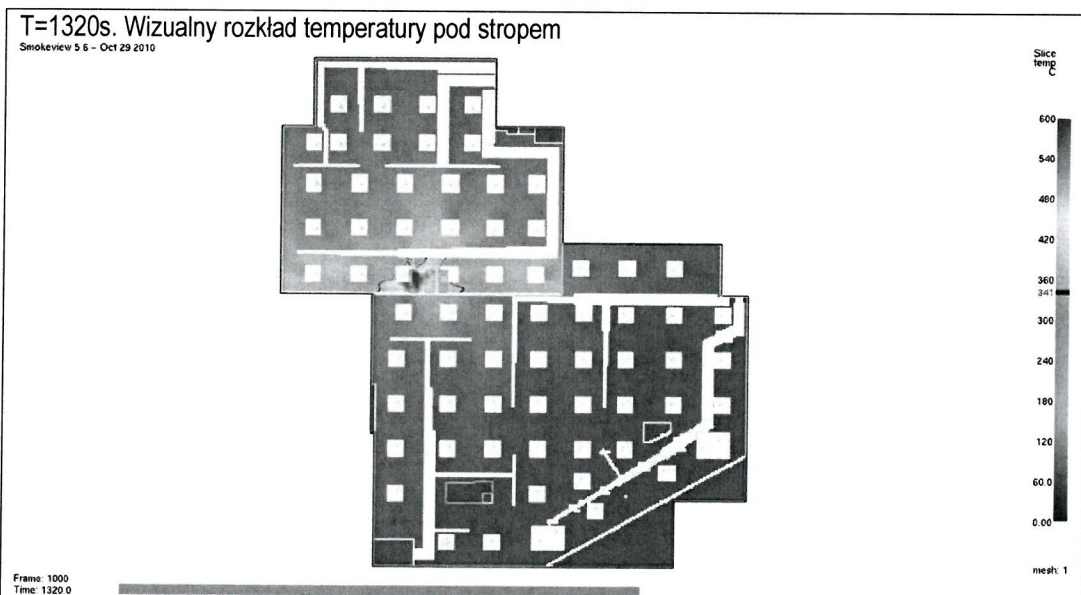 T=1320s. Wizualny rozkład temperatury pod stropem
Smokeview 5 6 - Oct 29 2010
Slice
temp
C
600
540
480
420
360
341
300
240
180
120
60.0
0.00
mesh: 1
Frame: 1000
Time: 1320.0